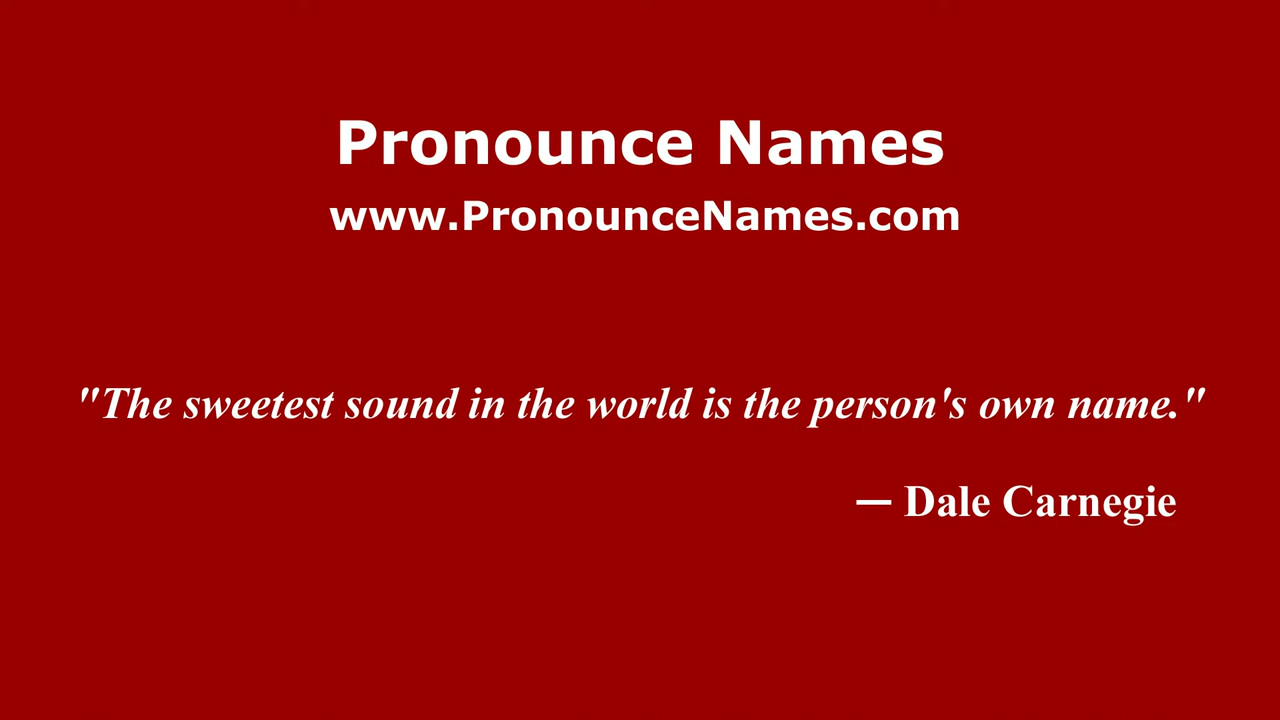 Pronounce Names
www.PronounceNames.com
"The sweetest sound in the world is the person's own name."
— Dale Carnegie